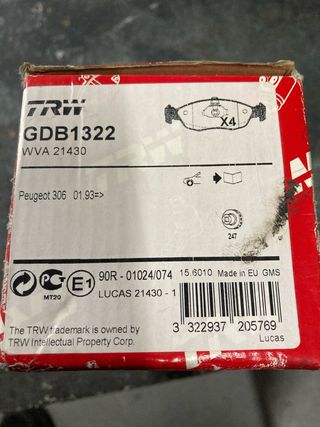 TRW
X4
GDB1322
WVA 21430
Peugeot 306 01.93=>
247
MT20
E1
90R - 01024/074 15.6010 Made in EU GMS
LUCAS 21430 - 1
3 322937 205769
The TRW trademark is owned by
TRW Intellectual Property Corp.
Lucas